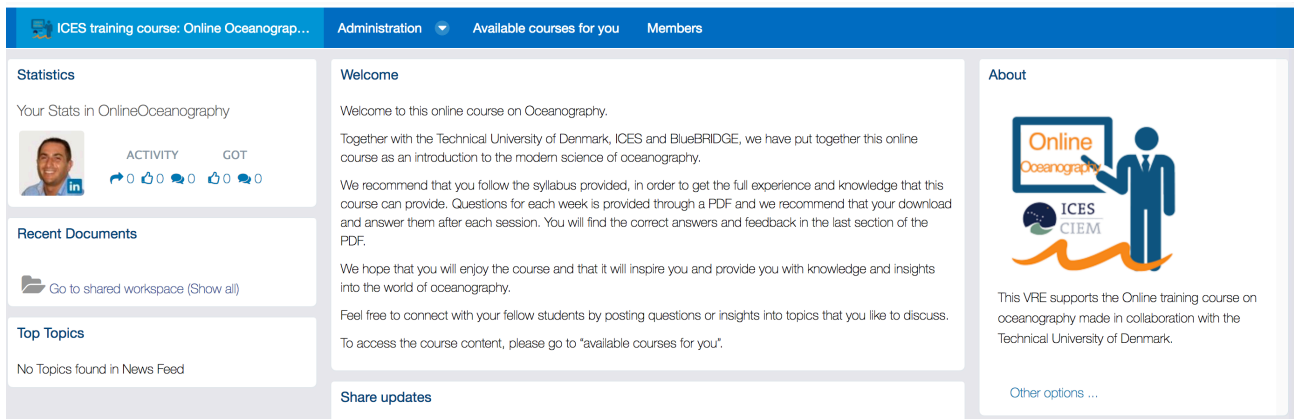 ICES training course: Online Oceanograp...
Administration
Available courses for you
Members
Statistics
Your Stats in OnlineOceanography
ACTIVITY GOT
0 0 0 0 0
in
Recent Documents
Go to shared workspace (Show all)
Top Topics
No Topics found in News Feed
Welcome
Welcome to this online course on Oceanography.
Together with the Technical University of Denmark, ICES and BlueBRIDGE, we have put together this online
course as an introduction to the modern science of oceanography.
We recommend that you follow the syllabus provided, in order to get the full experience and knowledge that this
course can provide. Questions for each week is provided through a PDF and we recommend that your download
and answer them after each session. You will find the correct answers and feedback in the last section of the
PDF.
We hope that you will enjoy the course and that it will inspire you and provide you with knowledge and insights
into the world of oceanography.
Feel free to connect with your fellow students by posting questions or insights into topics that you like to discuss.
To access the course content, please go to “available courses for you”.
Share updates
About
Online
Oceanography
ICES
CIEM
This VRE supports the Online training course on
oceanography made in collaboration with the
Technical University of Denmark.
Other options ...